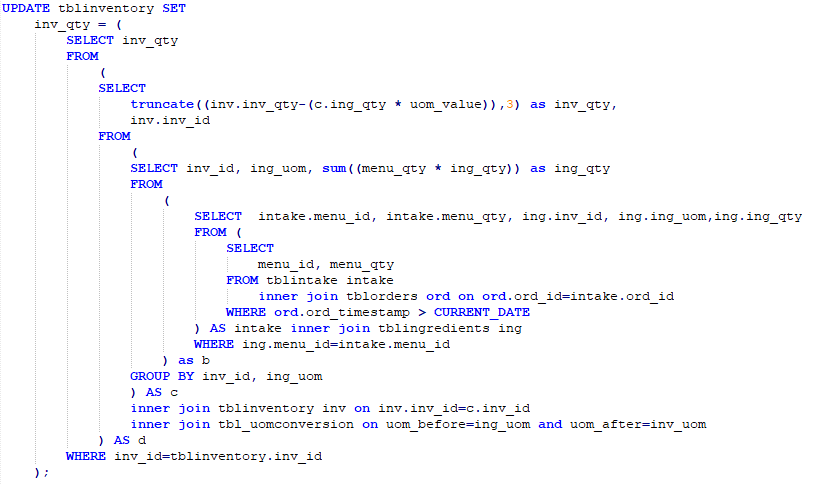 UPDATE tblinventory SET
inv_qty = (
SELECT inv_qty
FROM
(
SELECT
truncate((inv.inv_qty-(c.ing_qty * uom_value)),3) as inv_qty,
inv.inv_id
FROM
(
SELECT inv_id, ing_uom, sum((menu_qty * ing_qty)) as ing_qty
FROM
(
SELECT  intake.menu_id, intake.menu_qty, ing.inv_id, ing.ing_uom,ing.ing_qty
FROM (
SELECT
menu_id, menu_qty
FROM tblintake intake
inner join tblorders ord on ord.ord_id=intake.ord_id
WHERE ord.ord_timestamp > CURRENT_DATE
) AS intake inner join tblingredients ing
WHERE ing.menu_id=intake.menu_id
) as b
GROUP BY inv_id, ing_uom
) AS c
inner join tblinventory inv on inv.inv_id=c.inv_id
inner join tbl_uomconversion on uom_before=ing_uom and uom_after=inv_uom
) AS d
WHERE inv_id=tblinventory.inv_id
);